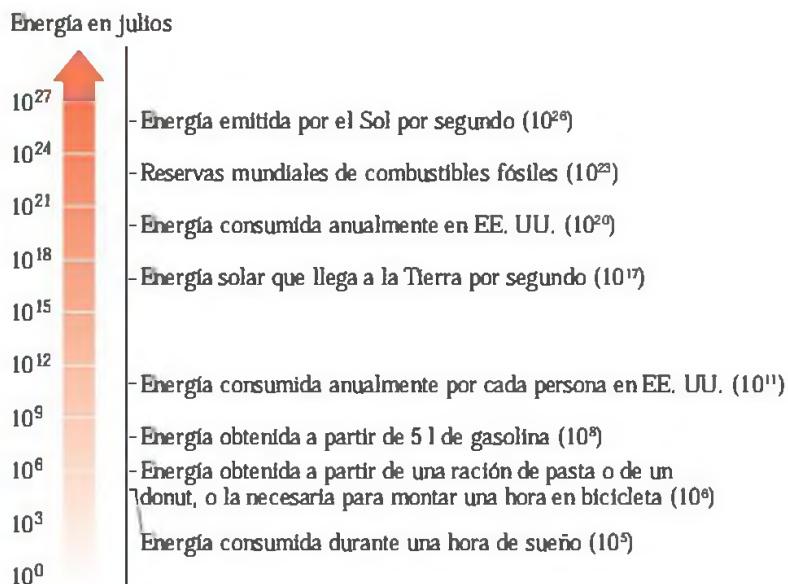 Energía en julios
10²⁷
Energía emitida por el Sol por segundo (10²⁶)
10²⁴
Reservas mundiales de combustibles fósiles (10²³)
10²¹
Energía consumida anualmente en EE. UU. (10²⁰)
10¹⁸
Energía solar que llega a la Tierra por segundo (10¹⁷)
10¹⁵
10¹²
Energía consumida anualmente por cada persona en EE. UU. (10¹¹)
10⁹
Energía obtenida a partir de 5 l de gasolina (10⁸)
10⁶
Energía obtenida a partir de una ración de pasta o de un
donut, o la necesaria para montar una hora en bicicleta (10⁶)
10³
Energía consumida durante una hora de sueño (10⁵)
10⁰